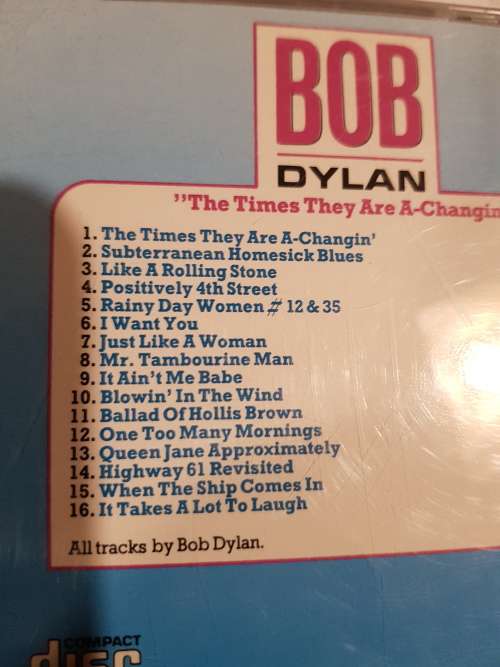 BOB
DYLAN
"The Times They Are A-Changin
1. The Times They Are A-Changin'
2. Subterranean Homesick Blues
3. Like A Rolling Stone
4. Positively 4th Street
5. Rainy Day Women # 12 & 35
6. I Want You
7. Just Like A Woman
8. Mr. Tambourine Man
9. It Ain't Me Babe
10. Blowin' In The Wind
11. Ballad Of Hollis Brown
12. One Too Many Mornings
13. Queen Jane Approximately
14. Highway 61 Revisited
15. When The Ship Comes In
16. It Takes A Lot To Laugh
All tracks by Bob Dylan.
COMPACT
disc